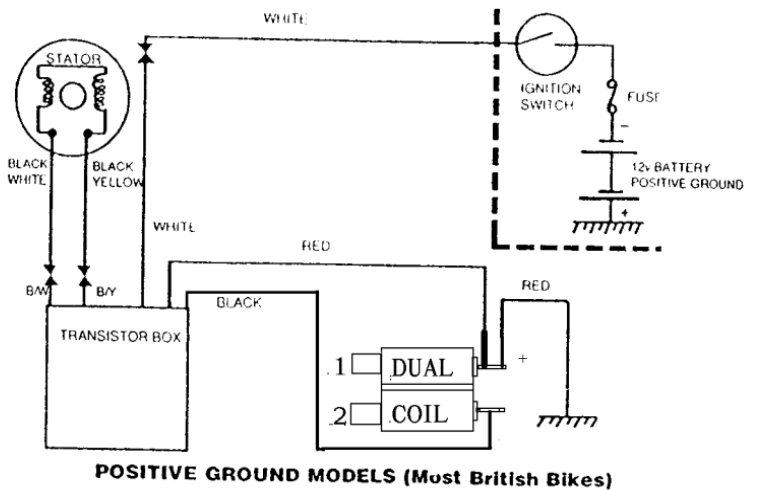 WHITE
STATOR
IGNITION
SWITCH
FUSE
−
12v BATTERY
POSITIVE GROUND
+
BLACK
WHITE
BLACK
YELLOW
WHITE
RED
B/W
B/Y
BLACK
RED
TRANSISTOR BOX
1
DUAL
+
2
COIL
POSITIVE GROUND MODELS (Most British Bikes)